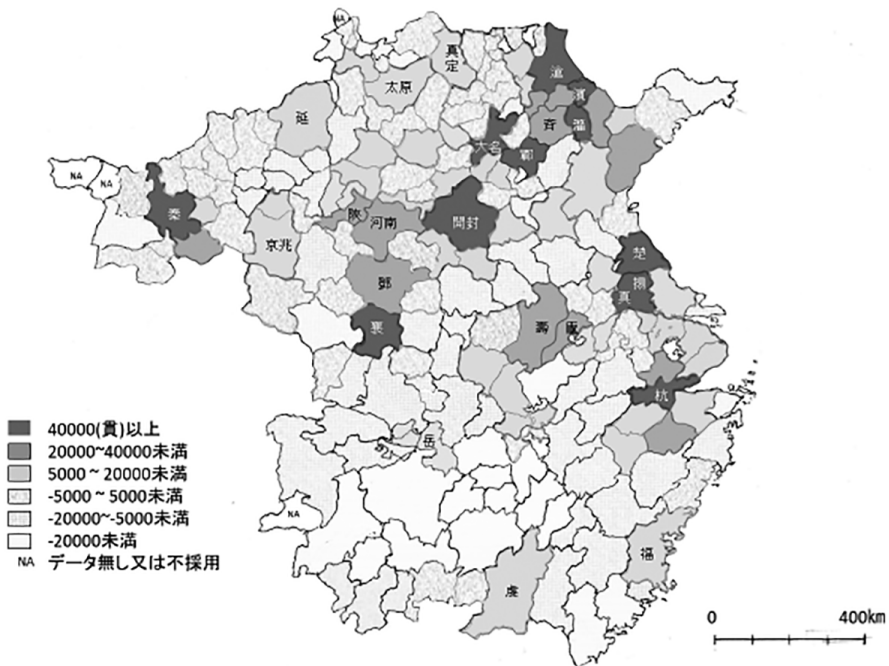 NA
真定
太原
延
滄
濱
淄
斉
大名
鄆
NA
NA
秦
陝
河南
開封
京兆
鄧
襄
楚
揚
真
壽
杭
岳
NA
福
虔
40000(貫)以上
20000~40000未満
5000~20000未満
-5000~5000未満
-20000~-5000未満
-20000未満
NA データ無し又は不採用
0 400km